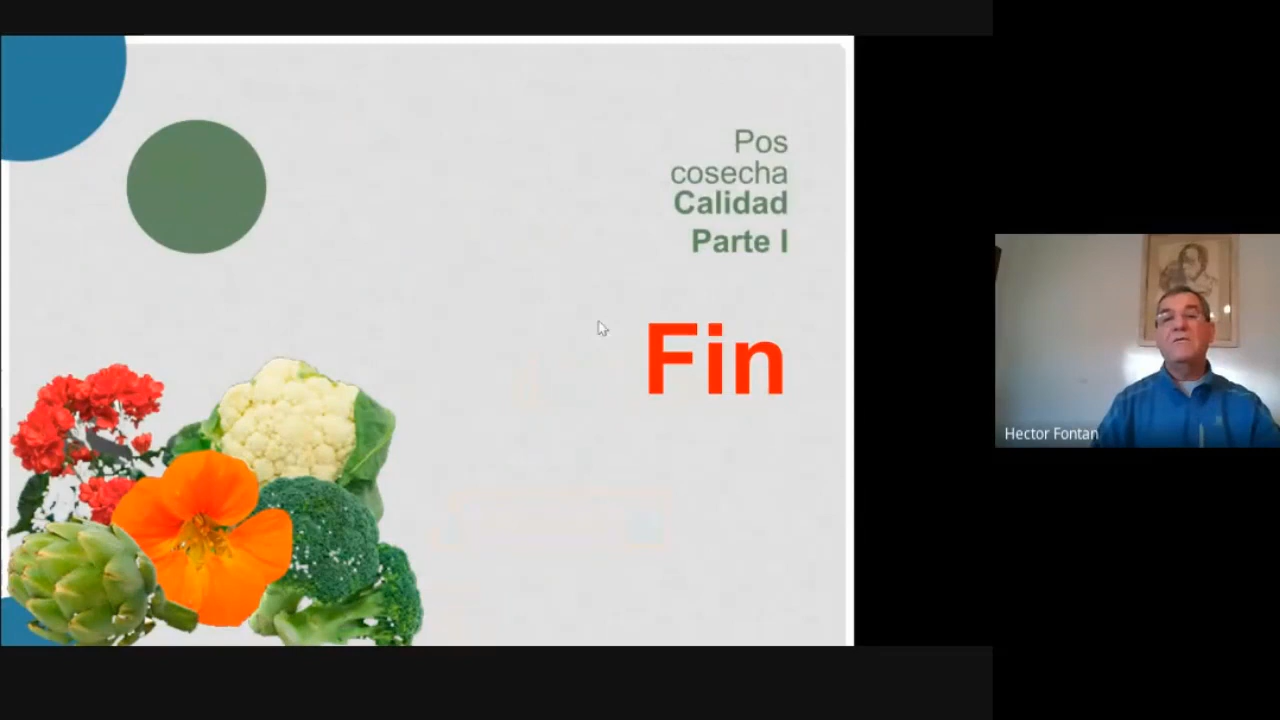 Pos
cosecha
Calidad
Parte I
Fin
Hector Fontan